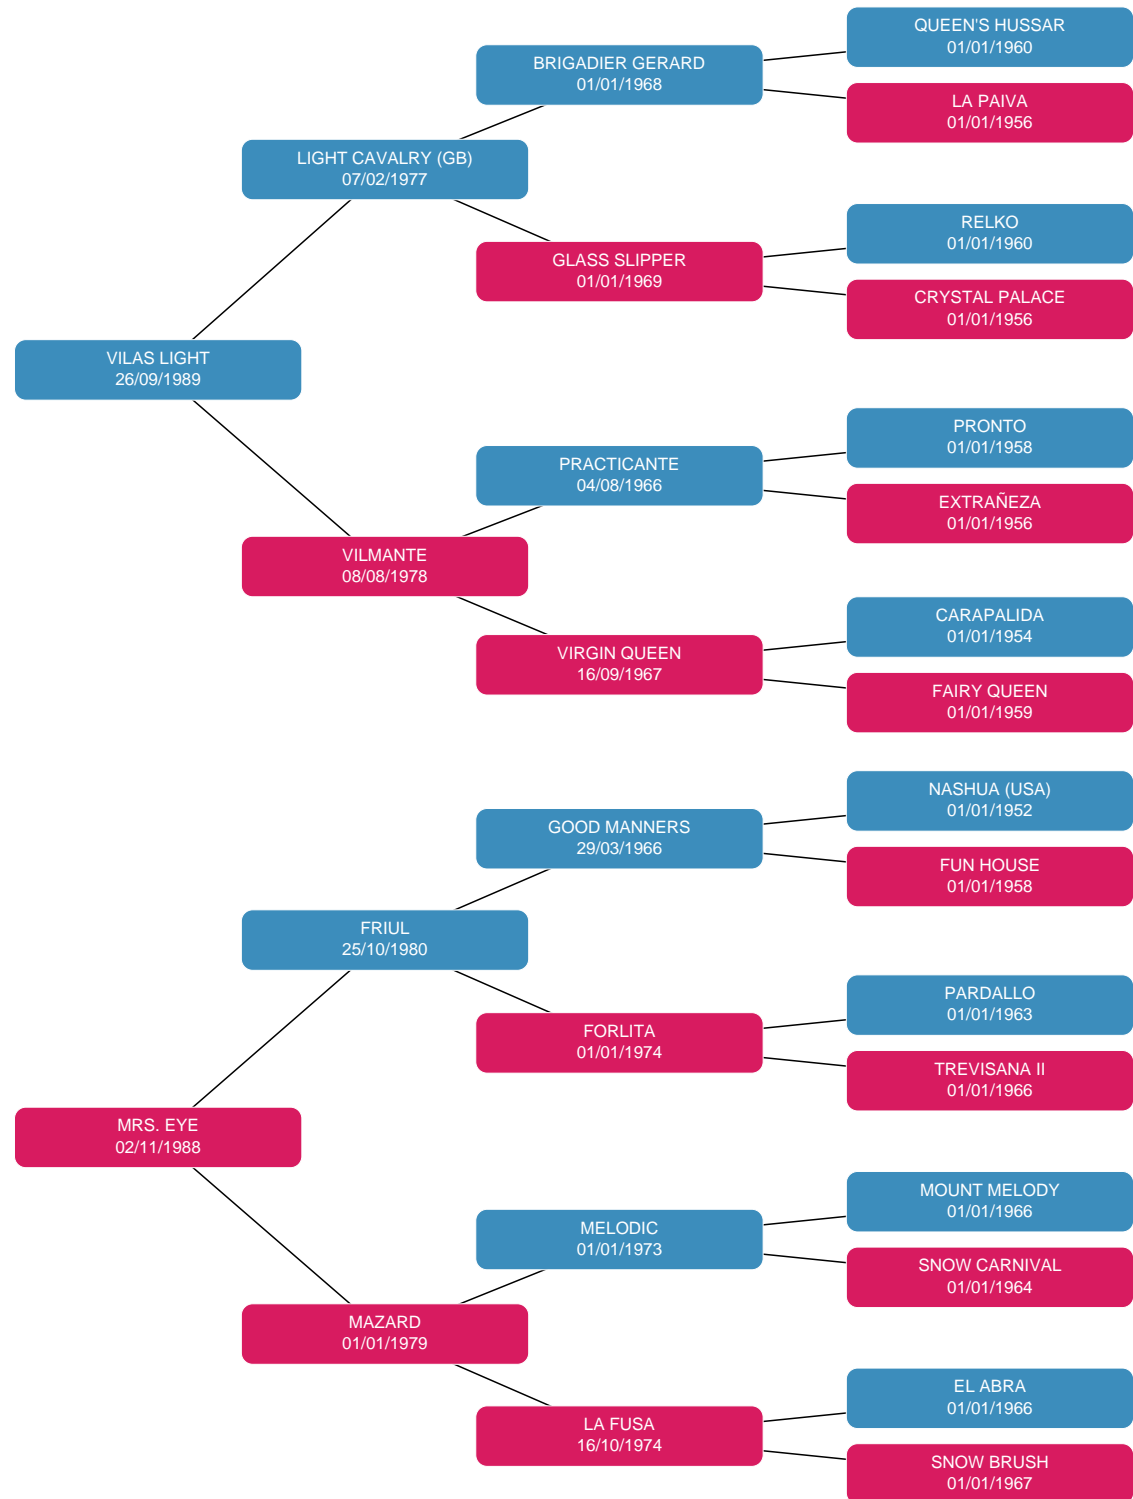 QUEEN'S HUSSAR
01/01/1960
BRIGADIER GERARD
01/01/1968
LA PAIVA
01/01/1956
LIGHT CAVALRY (GB)
07/02/1977
RELKO
01/01/1960
GLASS SLIPPER
01/01/1969
CRYSTAL PALACE
01/01/1956
VILAS LIGHT
26/09/1989
PRONTO
01/01/1958
PRACTICANTE
04/08/1966
EXTRAÑEZA
01/01/1956
VILMANTE
08/08/1978
CARAPALIDA
01/01/1954
VIRGIN QUEEN
16/09/1967
FAIRY QUEEN
01/01/1959
NASHUA (USA)
01/01/1952
GOOD MANNERS
29/03/1966
FUN HOUSE
01/01/1958
FRIUL
25/10/1980
PARDALLO
01/01/1963
FORLITA
01/01/1974
TREVISANA II
01/01/1966
MRS. EYE
02/11/1988
MOUNT MELODY
01/01/1966
MELODIC
01/01/1973
SNOW CARNIVAL
01/01/1964
MAZARD
01/01/1979
EL ABRA
01/01/1966
LA FUSA
16/10/1974
SNOW BRUSH
01/01/1967